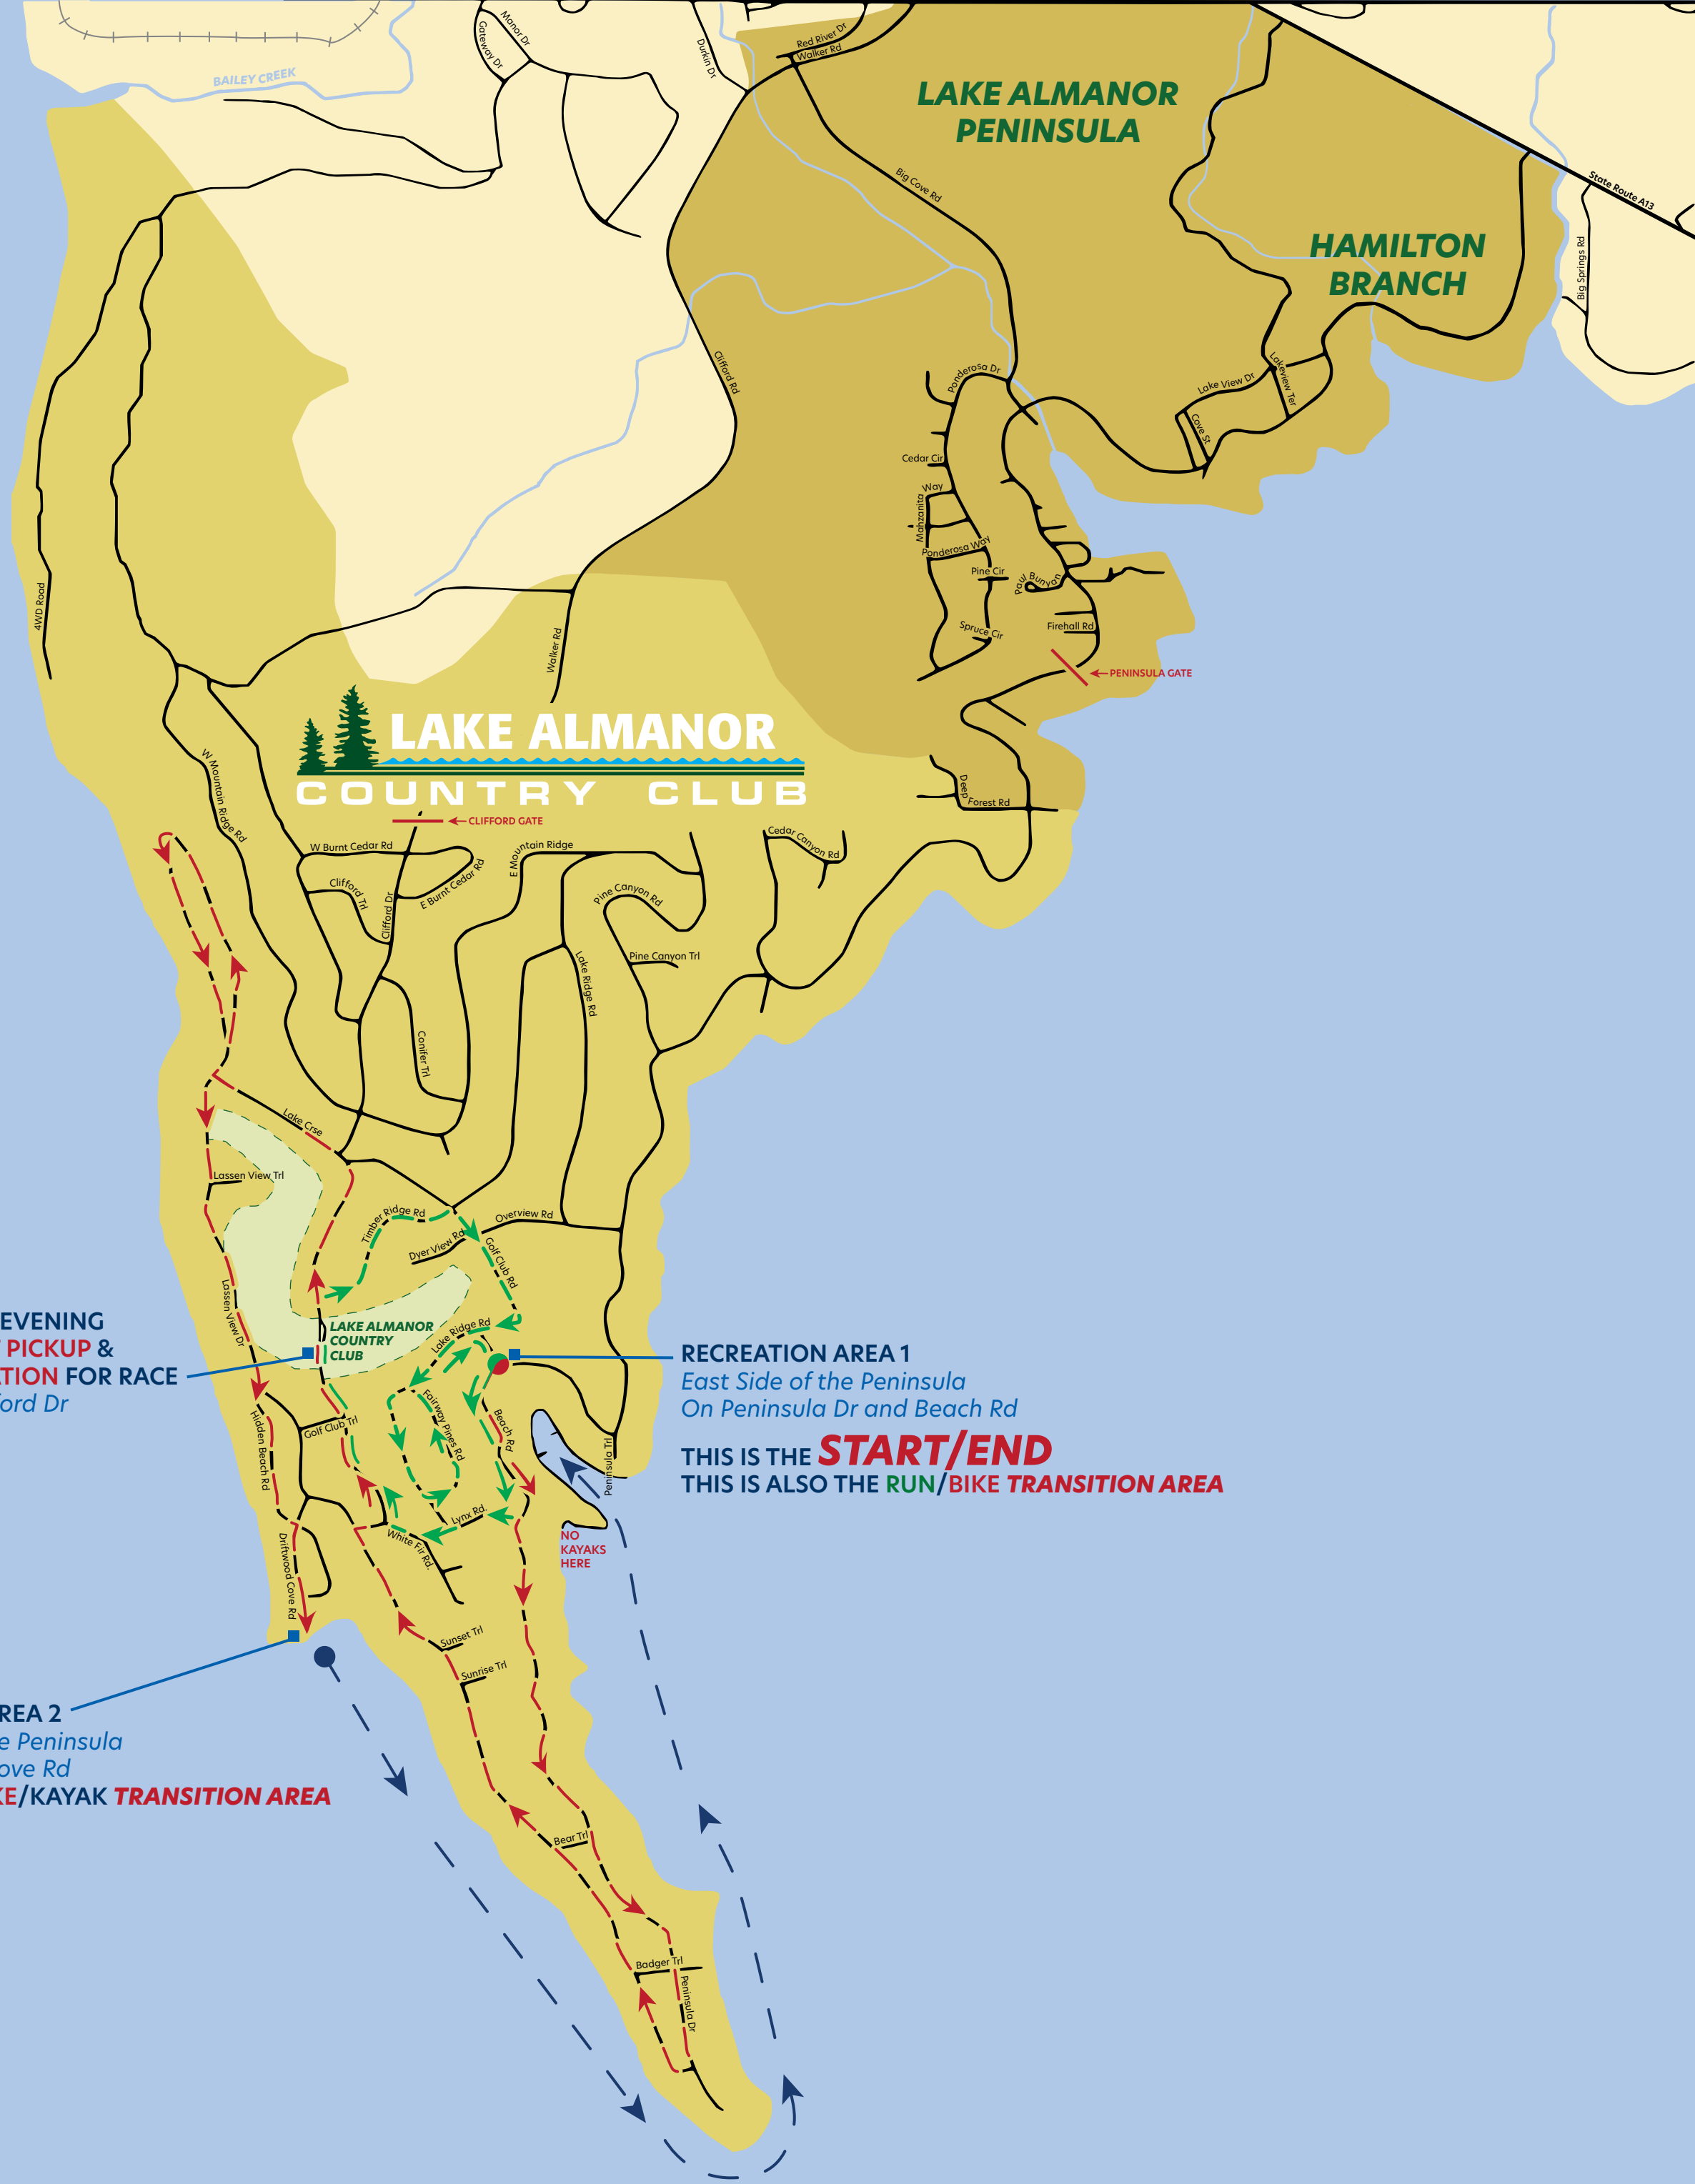 Manor Dr
Gateway Dr
Durkin Dr
Red River Dr
Walker Rd
BAILEY CREEK
LAKE ALMANOR
PENINSULA
Big Cove Rd
State Route A13
HAMILTON
BRANCH
Big Springs Rd
Clifford Rd
Ponderosa Dr
Lake View Dr
Lakeview Ter
Cove St
Cedar Cir
Way
Manzanita
Ponderosa Way
Pine Cir
Paul Bunyan
Firehall Rd
Spruce Cir
4WD Road
Walker Rd
PENINSULA GATE
LAKE ALMANOR
COUNTRY CLUB
W Mountain Ridge Rd
Deep
Forest Rd
CLIFFORD GATE
W Burnt Cedar Rd
E Mountain Ridge
Cedar Canyon Rd
Clifford Trl
Clifford Dr
E Burnt Cedar Rd
Pine Canyon Rd
Pine Canyon Trl
Lake Ridge Rd
Conifer Trl
Lake Crse
Lassen View Trl
Timber Ridge Rd
Overview Rd
Dyer View Rd
Golf Club Rd
Lassen View Dr
EVENING
PICKUP &
TION FOR RACE
ord Dr
LAKE ALMANOR
COUNTRY
CLUB
Lake Ridge Rd
RECREATION AREA 1
East Side of the Peninsula
On Peninsula Dr and Beach Rd
THIS IS THE START/END
THIS IS ALSO THE RUN/BIKE TRANSITION AREA
Fairway Pines Rd
Beach Rd
Golf Club Trl
Hidden Beach Rd
Peninsula Trl
Lynx Rd.
White Fir Rd.
NO
KAYAKS
HERE
Driftwood Cove Rd
Sunset Trl
Sunrise Trl
REA 2
e Peninsula
ove Rd
KE/KAYAK TRANSITION AREA
Bear Trl
Badger Trl
Peninsula Dr